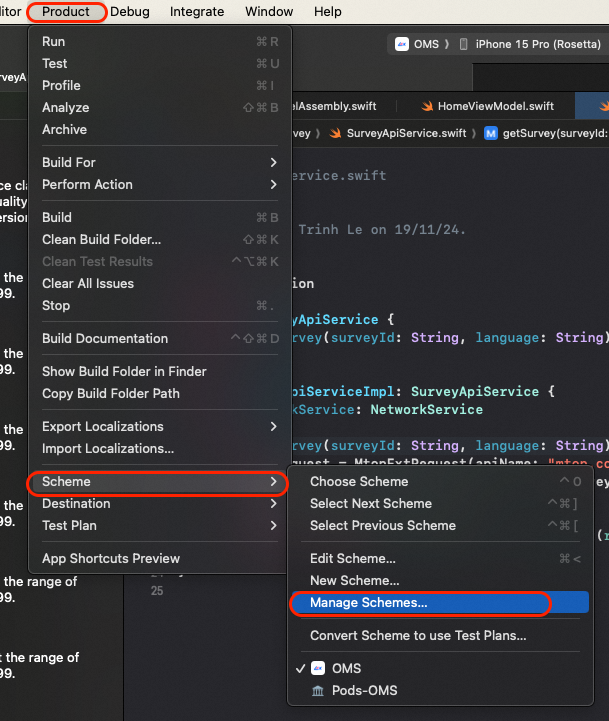 itor Product Debug Integrate Window Help
OMS ⟩ iPhone 15 Pro (Rosetta)
Run ⌘R
Test ⌘U
Profile ⌘I
Analyze ⇧⌘B
Archive
Build For >
Perform Action >
Build ⌘B
Clean Build Folder... ⇧⌘K
Clean Test Results ^⌥⌘K
Clear All Issues
Stop ⌘.
Build Documentation ^⇧⌘D
Show Build Folder in Finder
Copy Build Folder Path
Export Localizations >
Import Localizations...
Scheme >
Destination >
Test Plan >
App Shortcuts Preview
Choose Scheme ^0
Select Next Scheme ^⌘]
Select Previous Scheme ^⌘[
Edit Scheme... ⌘<
New Scheme...
Manage Schemes...
Convert Scheme to use Test Plans...
✓ OMS
Pods-OMS
rveyA
elAssembly.swift HomeViewModel.swift
vey ⟩ SurveyApiService.swift ⟩ M getSurvey(surveyId:
ervice.swift
Trinh Le on 19/11/24.
ion
yApiService {
rvey(surveyId: String, language: String)
piServiceImpl: SurveyApiService {
kService: NetworkService
rvey(surveyId: String, language: String)
25
ce cla
uality
ersion
the
99.
the
99.
the
99.
the
99.
the range of
99.
t the range of
99.